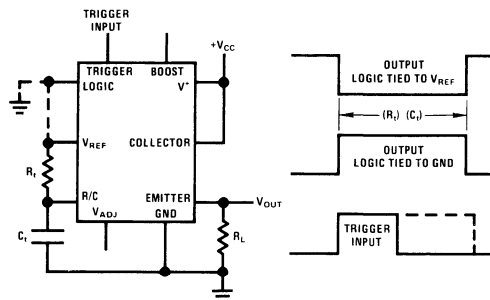 TRIGGER
INPUT
+VCC
TRIGGER
BOOST
LOGIC
V+
VREF
COLLECTOR
Rt
R/C
EMITTER
VOUT
VADJ
GND
Ct
RL
OUTPUT
LOGIC TIED TO VREF
(Rt) (Ct)
OUTPUT
LOGIC TIED TO GND
TRIGGER
INPUT